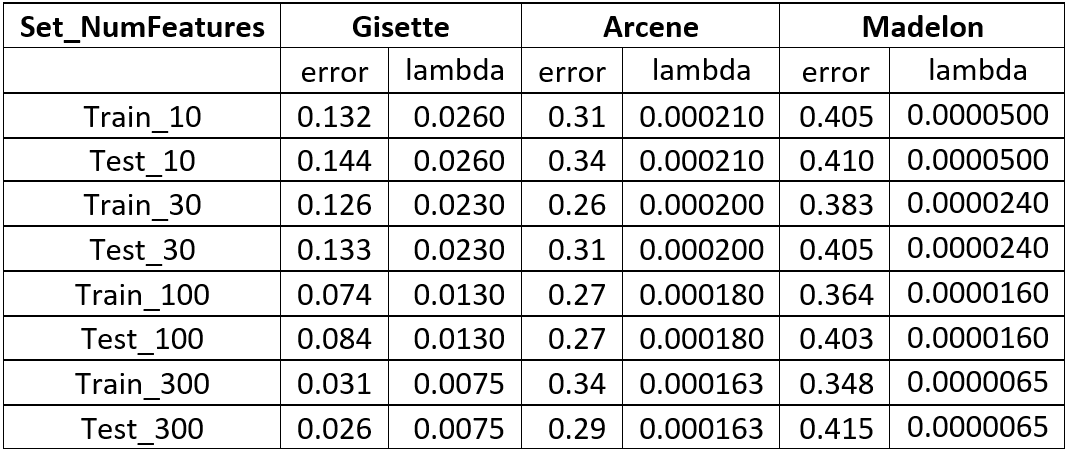 Set_NumFeatures Gisette Arcene Madelon
error lambda error lambda error lambda
Train_10 0.132 0.0260 0.31 0.000210 0.405 0.0000500
Test_10 0.144 0.0260 0.34 0.000210 0.410 0.0000500
Train_30 0.126 0.0230 0.26 0.000200 0.383 0.0000240
Test_30 0.133 0.0230 0.31 0.000200 0.405 0.0000240
Train_100 0.074 0.0130 0.27 0.000180 0.364 0.0000160
Test_100 0.084 0.0130 0.27 0.000180 0.403 0.0000160
Train_300 0.031 0.0075 0.34 0.000163 0.348 0.0000065
Test_300 0.026 0.0075 0.29 0.000163 0.415 0.0000065